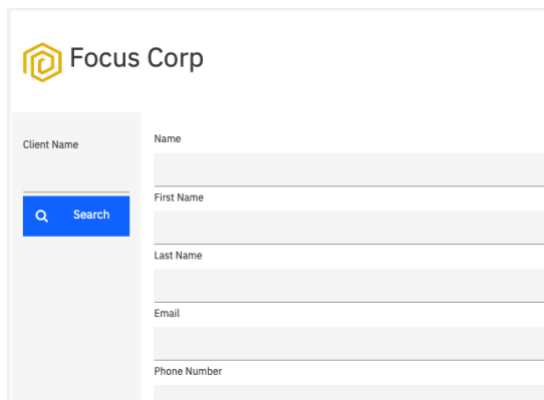 Focus Corp
Client Name
Search
Name
First Name
Last Name
Email
Phone Number